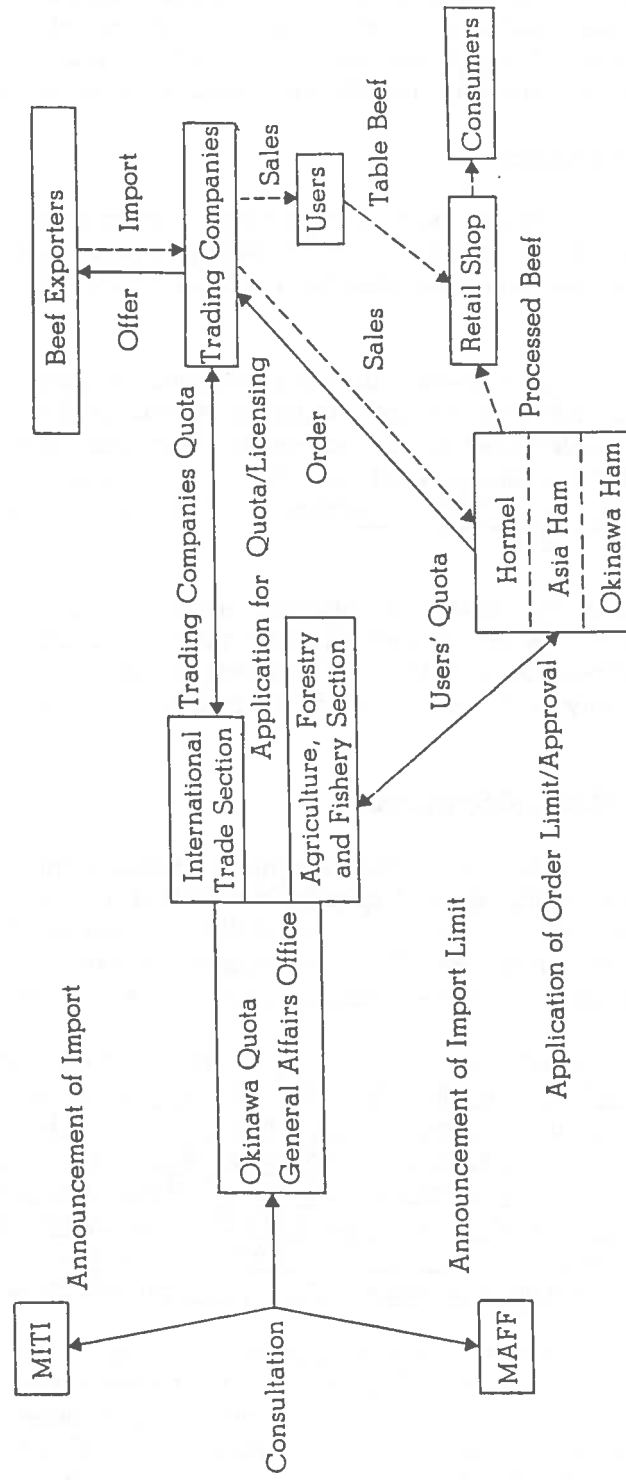 MITI
Announcement of Import
Consultation
MAFF
Announcement of Import Limit
Okinawa Quota
General Affairs Office
International
Trade Section
Agriculture, Forestry
and Fishery Section
Trading Companies Quota
Application for Quota/Licensing
Users' Quota
Application of Order Limit/Approval
Beef Exporters
Offer
Import
Trading Companies
Order
Sales
Sales
Users
Table Beef
Hormel
Asia Ham
Okinawa Ham
Processed Beef
Retail Shop
Consumers